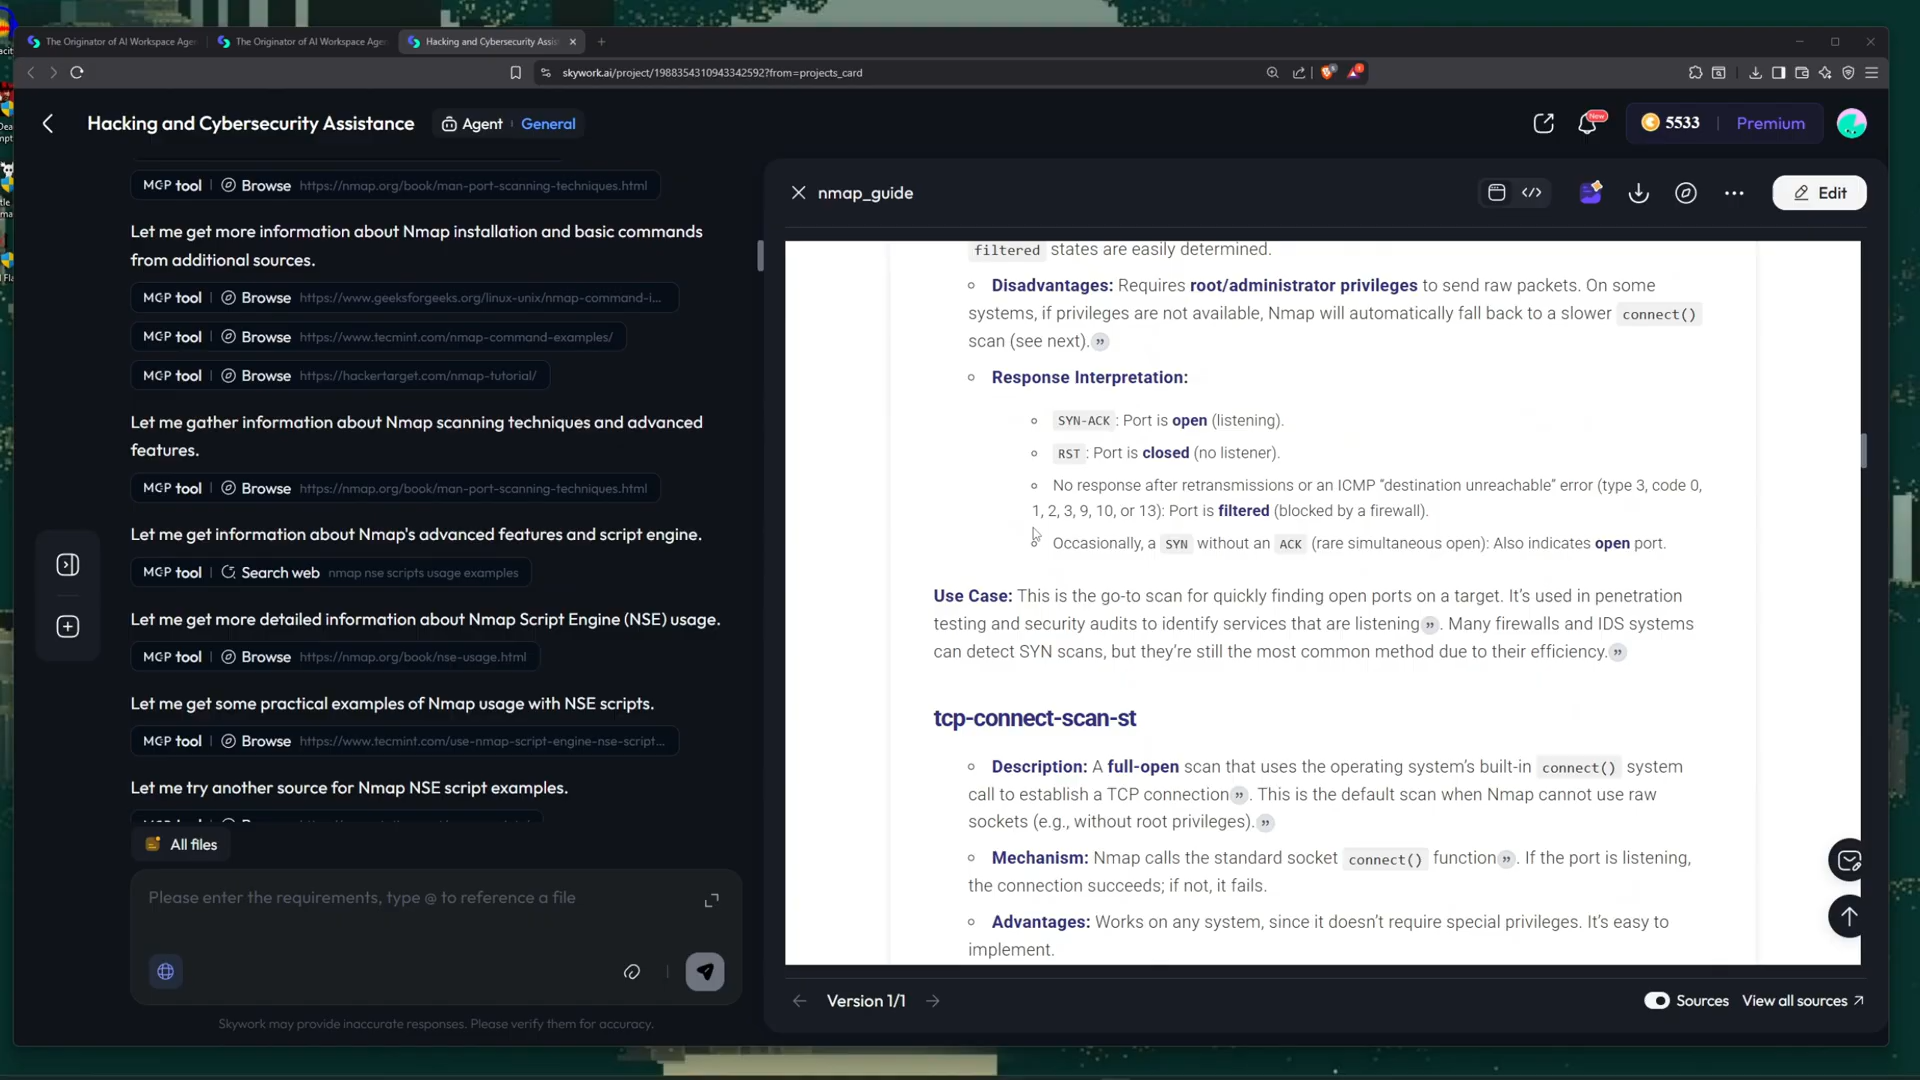 The Originator of AI Workspace Age
The Originator of AI Workspace Age
Hacking and Cybersecurity Assis
skywork.ai/project/1988354310943342592?from=projects_card
Hacking and Cybersecurity Assistance
Agent
General
New
5533
Premium
MCP tool | Browse https://nmap.org/book/man-port-scanning-techniques.html
Let me get more information about Nmap installation and basic commands
from additional sources.
MCP tool | Browse https://www.geeksforgeeks.org/linux-unix/nmap-command-i...
MCP tool | Browse https://www.tecmint.com/nmap-command-examples/
MCP tool | Browse https://hackertarget.com/nmap-tutorial/
Let me gather information about Nmap scanning techniques and advanced
features.
MCP tool | Browse https://nmap.org/book/man-port-scanning-techniques.html
Let me get information about Nmap's advanced features and script engine.
MCP tool | Search web nmap nse scripts usage examples
Let me get more detailed information about Nmap Script Engine (NSE) usage.
MCP tool | Browse https://nmap.org/book/nse-usage.html
Let me get some practical examples of Nmap usage with NSE scripts.
MCP tool | Browse https://www.tecmint.com/use-nmap-script-engine-nse-script...
Let me try another source for Nmap NSE script examples.
All files
Please enter the requirements, type @ to reference a file
Skywork may provide inaccurate responses. Please verify them for accuracy.
nmap_guide
Edit
filtered states are easily determined.
Disadvantages: Requires root/administrator privileges to send raw packets. On some
systems, if privileges are not available, Nmap will automatically fall back to a slower connect()
scan (see next).
Response Interpretation:
SYN-ACK : Port is open (listening).
RST : Port is closed (no listener).
No response after retransmissions or an ICMP “destination unreachable” error (type 3, code 0,
1, 2, 3, 9, 10, or 13): Port is filtered (blocked by a firewall).
Occasionally, a SYN without an ACK (rare simultaneous open): Also indicates open port.
Use Case: This is the go-to scan for quickly finding open ports on a target. It’s used in penetration
testing and security audits to identify services that are listening. Many firewalls and IDS systems
can detect SYN scans, but they’re still the most common method due to their efficiency.
tcp-connect-scan-st
Description: A full-open scan that uses the operating system’s built-in connect() system
call to establish a TCP connection. This is the default scan when Nmap cannot use raw
sockets (e.g., without root privileges).
Mechanism: Nmap calls the standard socket connect() function. If the port is listening,
the connection succeeds; if not, it fails.
Advantages: Works on any system, since it doesn’t require special privileges. It’s easy to
implement.
Version 1/1
Sources
View all sources